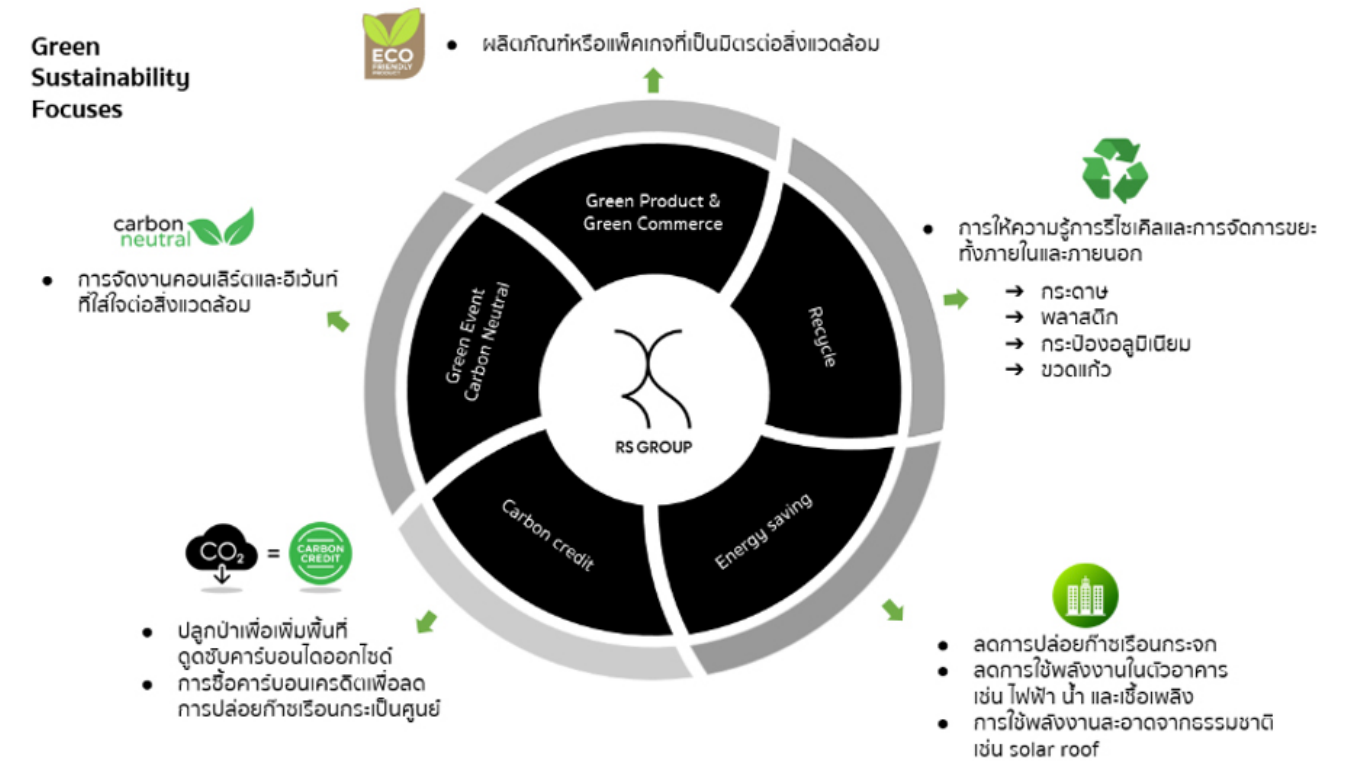 Green
Sustainability
Focuses
ECO
FRIENDLY
PRODUCT
● ผลิตภัณฑ์หรือแพ็คเกจที่เป็นมิตรต่อสิ่งแวดล้อม
Green Product &
Green Commerce
carbon
neutral
● การจัดงานคอนเสิร์ตและอีเว้นท์
ที่ใส่ใจต่อสิ่งแวดล้อม
Green Event
Carbon Neutral
Recycle
● การให้ความรู้การรีไซเคิลและการจัดการขยะ
ทั้งภายในและภายนอก
➔ กระดาษ
➔ พลาสติก
➔ กระป๋องอลูมิเนียม
➔ ขวดแก้ว
RS GROUP
Carbon credit
Energy saving
CO₂ = CARBON
CREDIT
● ปลูกป่าเพื่อเพิ่มพื้นที่
ดูดซับคาร์บอนไดออกไซด์
● การซื้อคาร์บอนเครดิตเพื่อลด
การปล่อยก๊าซเรือนกระเป็นศูนย์
● ลดการปล่อยก๊าซเรือนกระจก
● ลดการใช้พลังงานในตัวอาคาร
เช่น ไฟฟ้า น้ำ และเชื้อเพลิง
● การใช้พลังงานสะอาดจากธรรมชาติ
เช่น solar roof